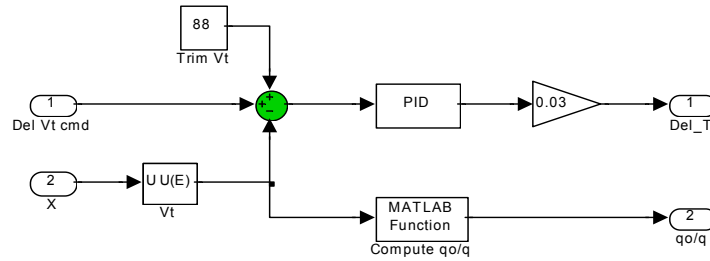 88
Trim Vt
1
Del Vt cmd
+
+
−
PID
0.03
1
Del_T
2
X
U U(E)
Vt
MATLAB
Function
Compute qo/q
2
qo/q